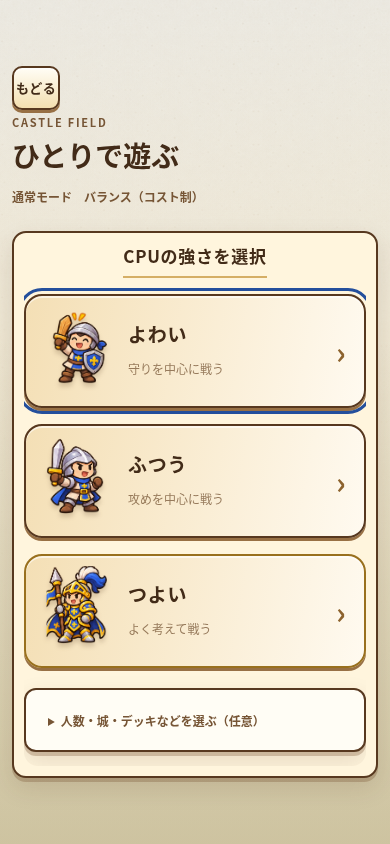 もどる
CASTLE FIELD
ひとりで遊ぶ
通常モード　バランス（コスト制）
CPUの強さを選択
よわい
守りを中心に戦う
ふつう
攻めを中心に戦う
つよい
よく考えて戦う
人数・城・デッキなどを選ぶ（任意）